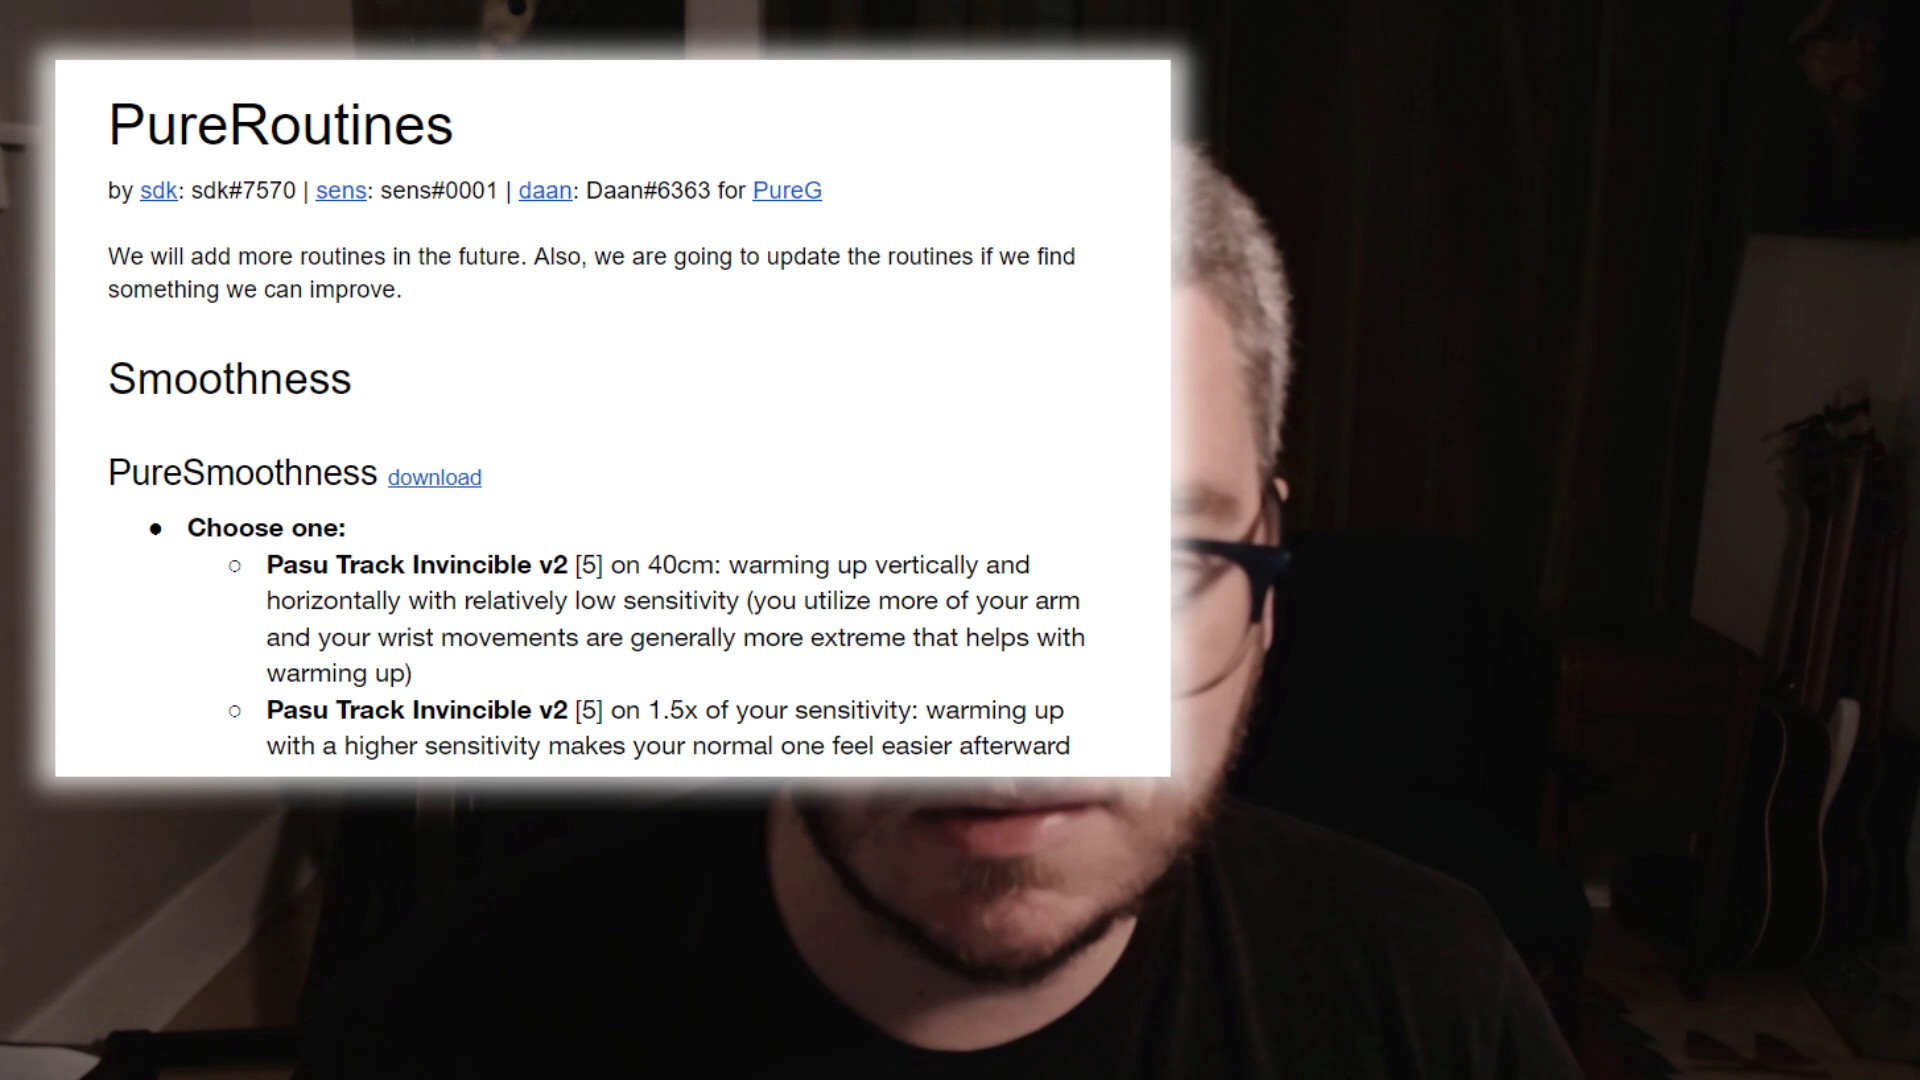 PureRoutines
by sdk: sdk#7570 | sens: sens#0001 | daan: Daan#6363 for PureG
We will add more routines in the future. Also, we are going to update the routines if we find
something we can improve.
Smoothness
PureSmoothness download
● Choose one:
○ Pasu Track Invincible v2 [5] on 40cm: warming up vertically and
horizontally with relatively low sensitivity (you utilize more of your arm
and your wrist movements are generally more extreme that helps with
warming up)
○ Pasu Track Invincible v2 [5] on 1.5x of your sensitivity: warming up
with a higher sensitivity makes your normal one feel easier afterward